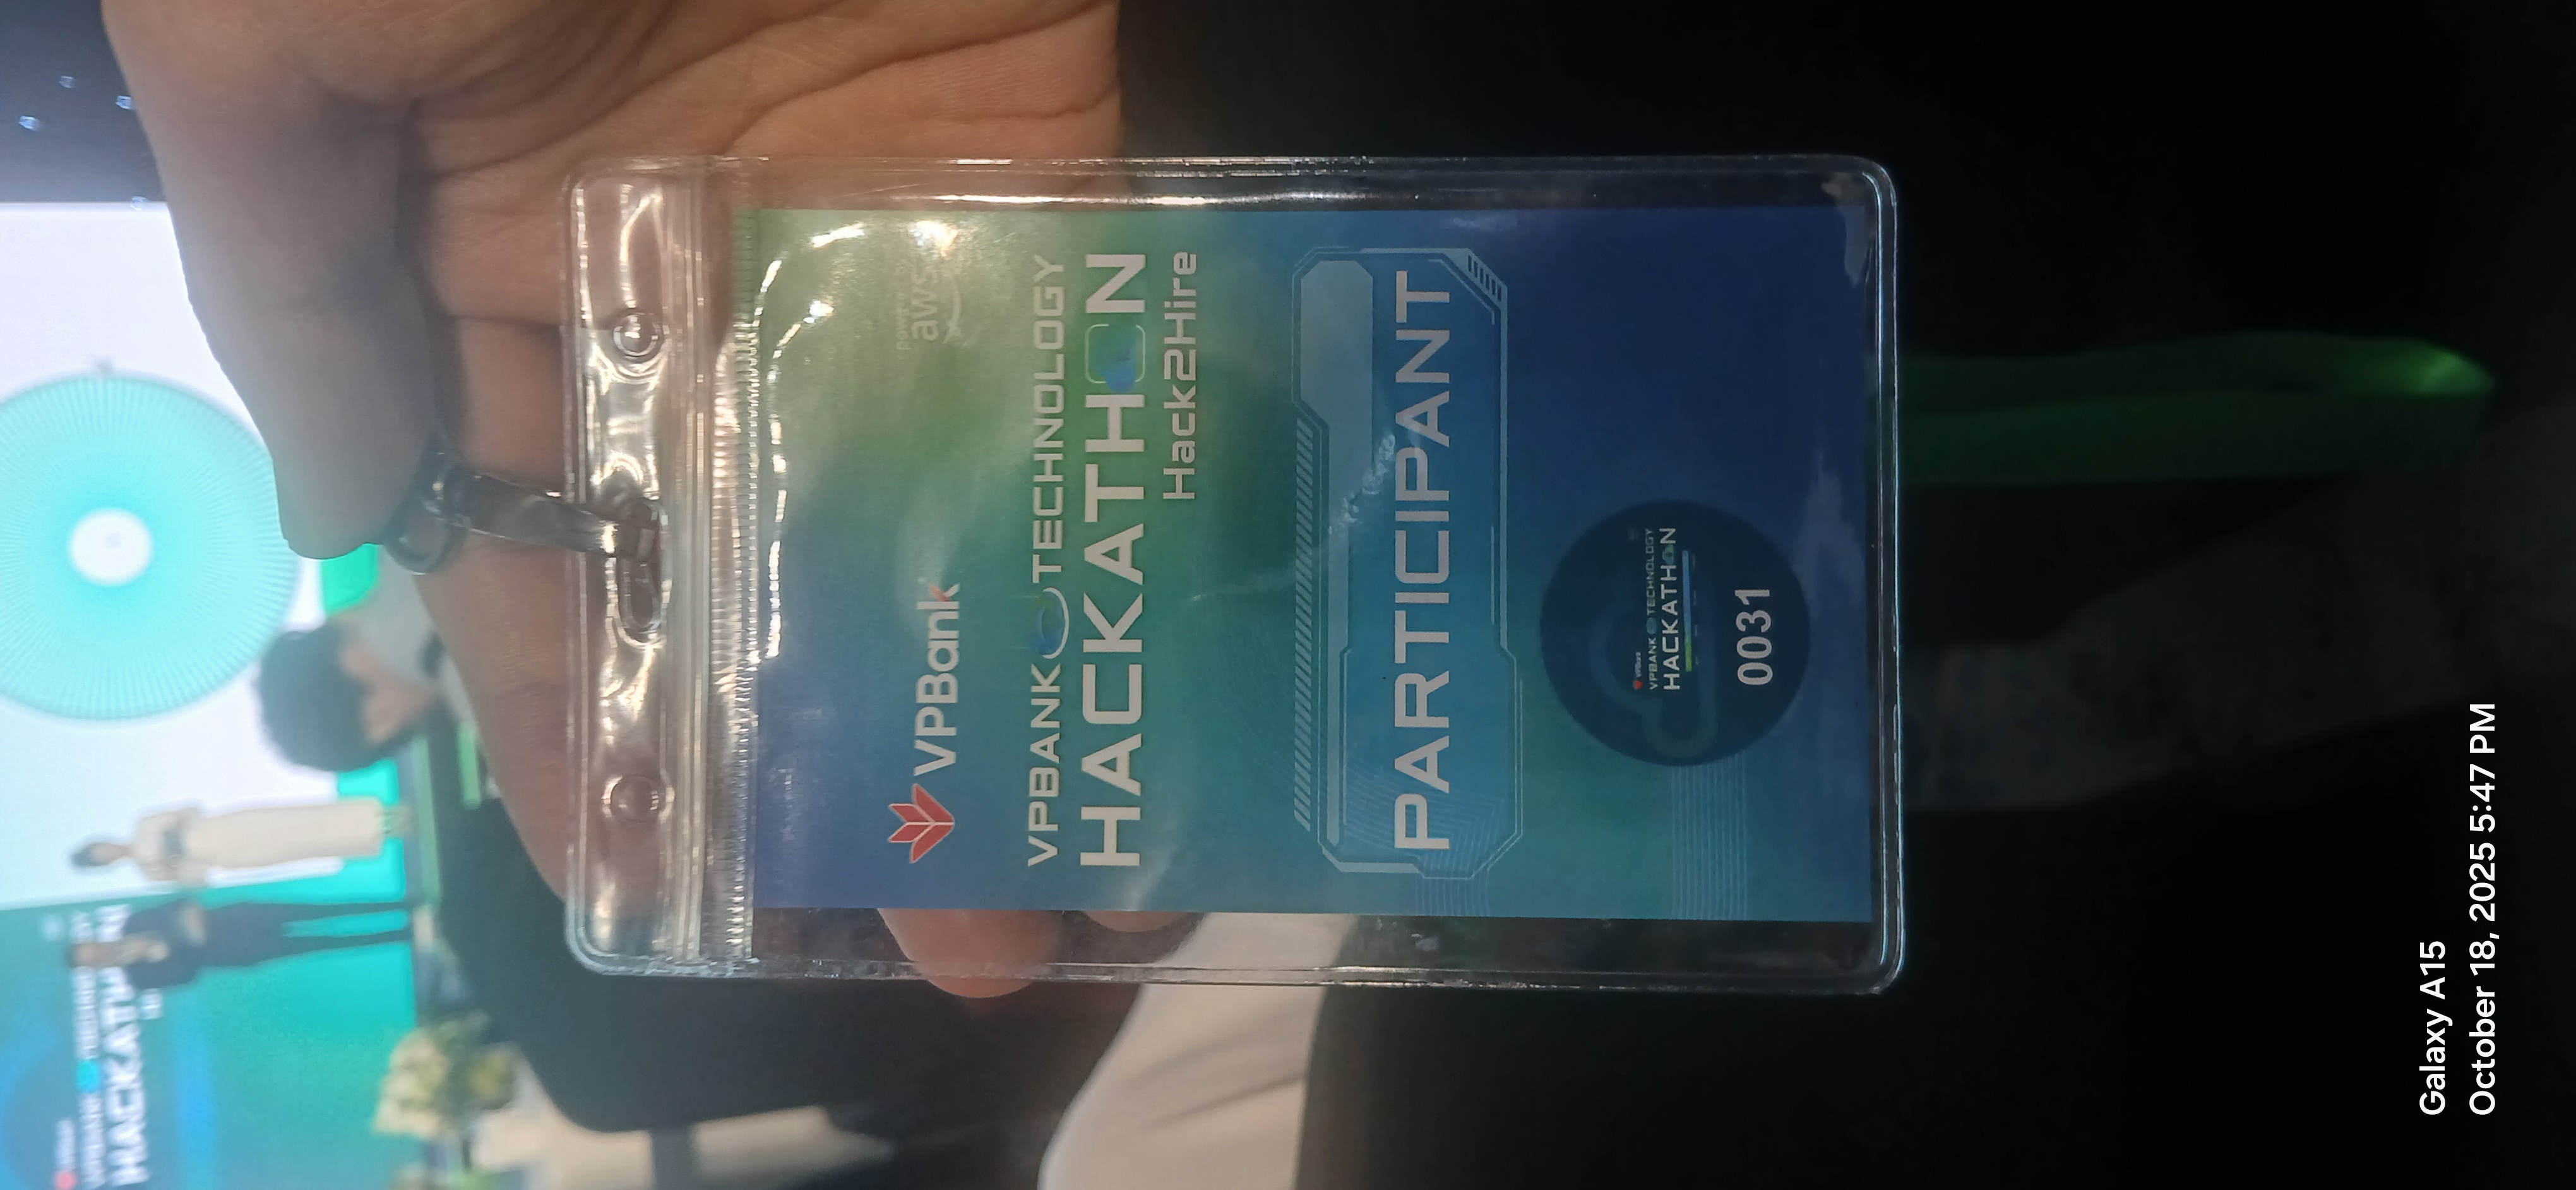 HACKATH
VPBank
powered by
aws
VPBANK TECHNOLOGY
HACKATHON
Hack2Hire
PARTICIPANT
VPBank
VPBANK TECHNOLOGY
HACKATHON
0031
Galaxy A15
October 18, 2025 5:47 PM